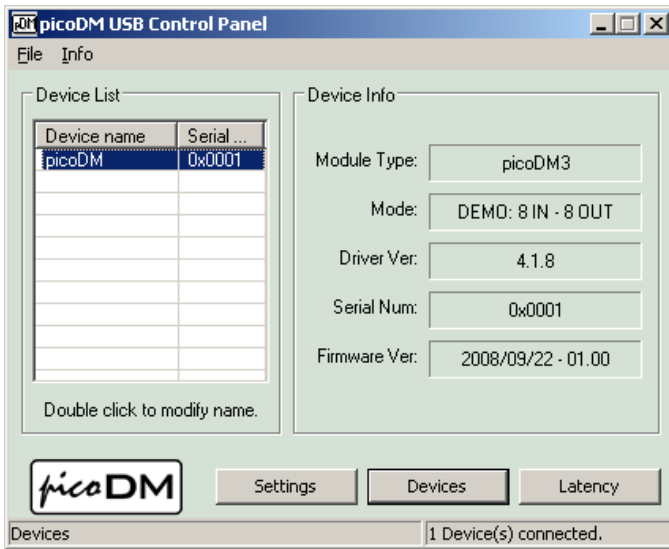 pDM picoDM USB Control Panel
File Info
Device List
Device name Serial ...
picoDM 0x0001
Double click to modify name.
Device Info
Module Type: picoDM3
Mode: DEMO: 8 IN - 8 OUT
Driver Ver: 4.1.8
Serial Num: 0x0001
Firmware Ver: 2008/09/22 - 01.00
picoDM
Settings Devices Latency
Devices 1 Device(s) connected.